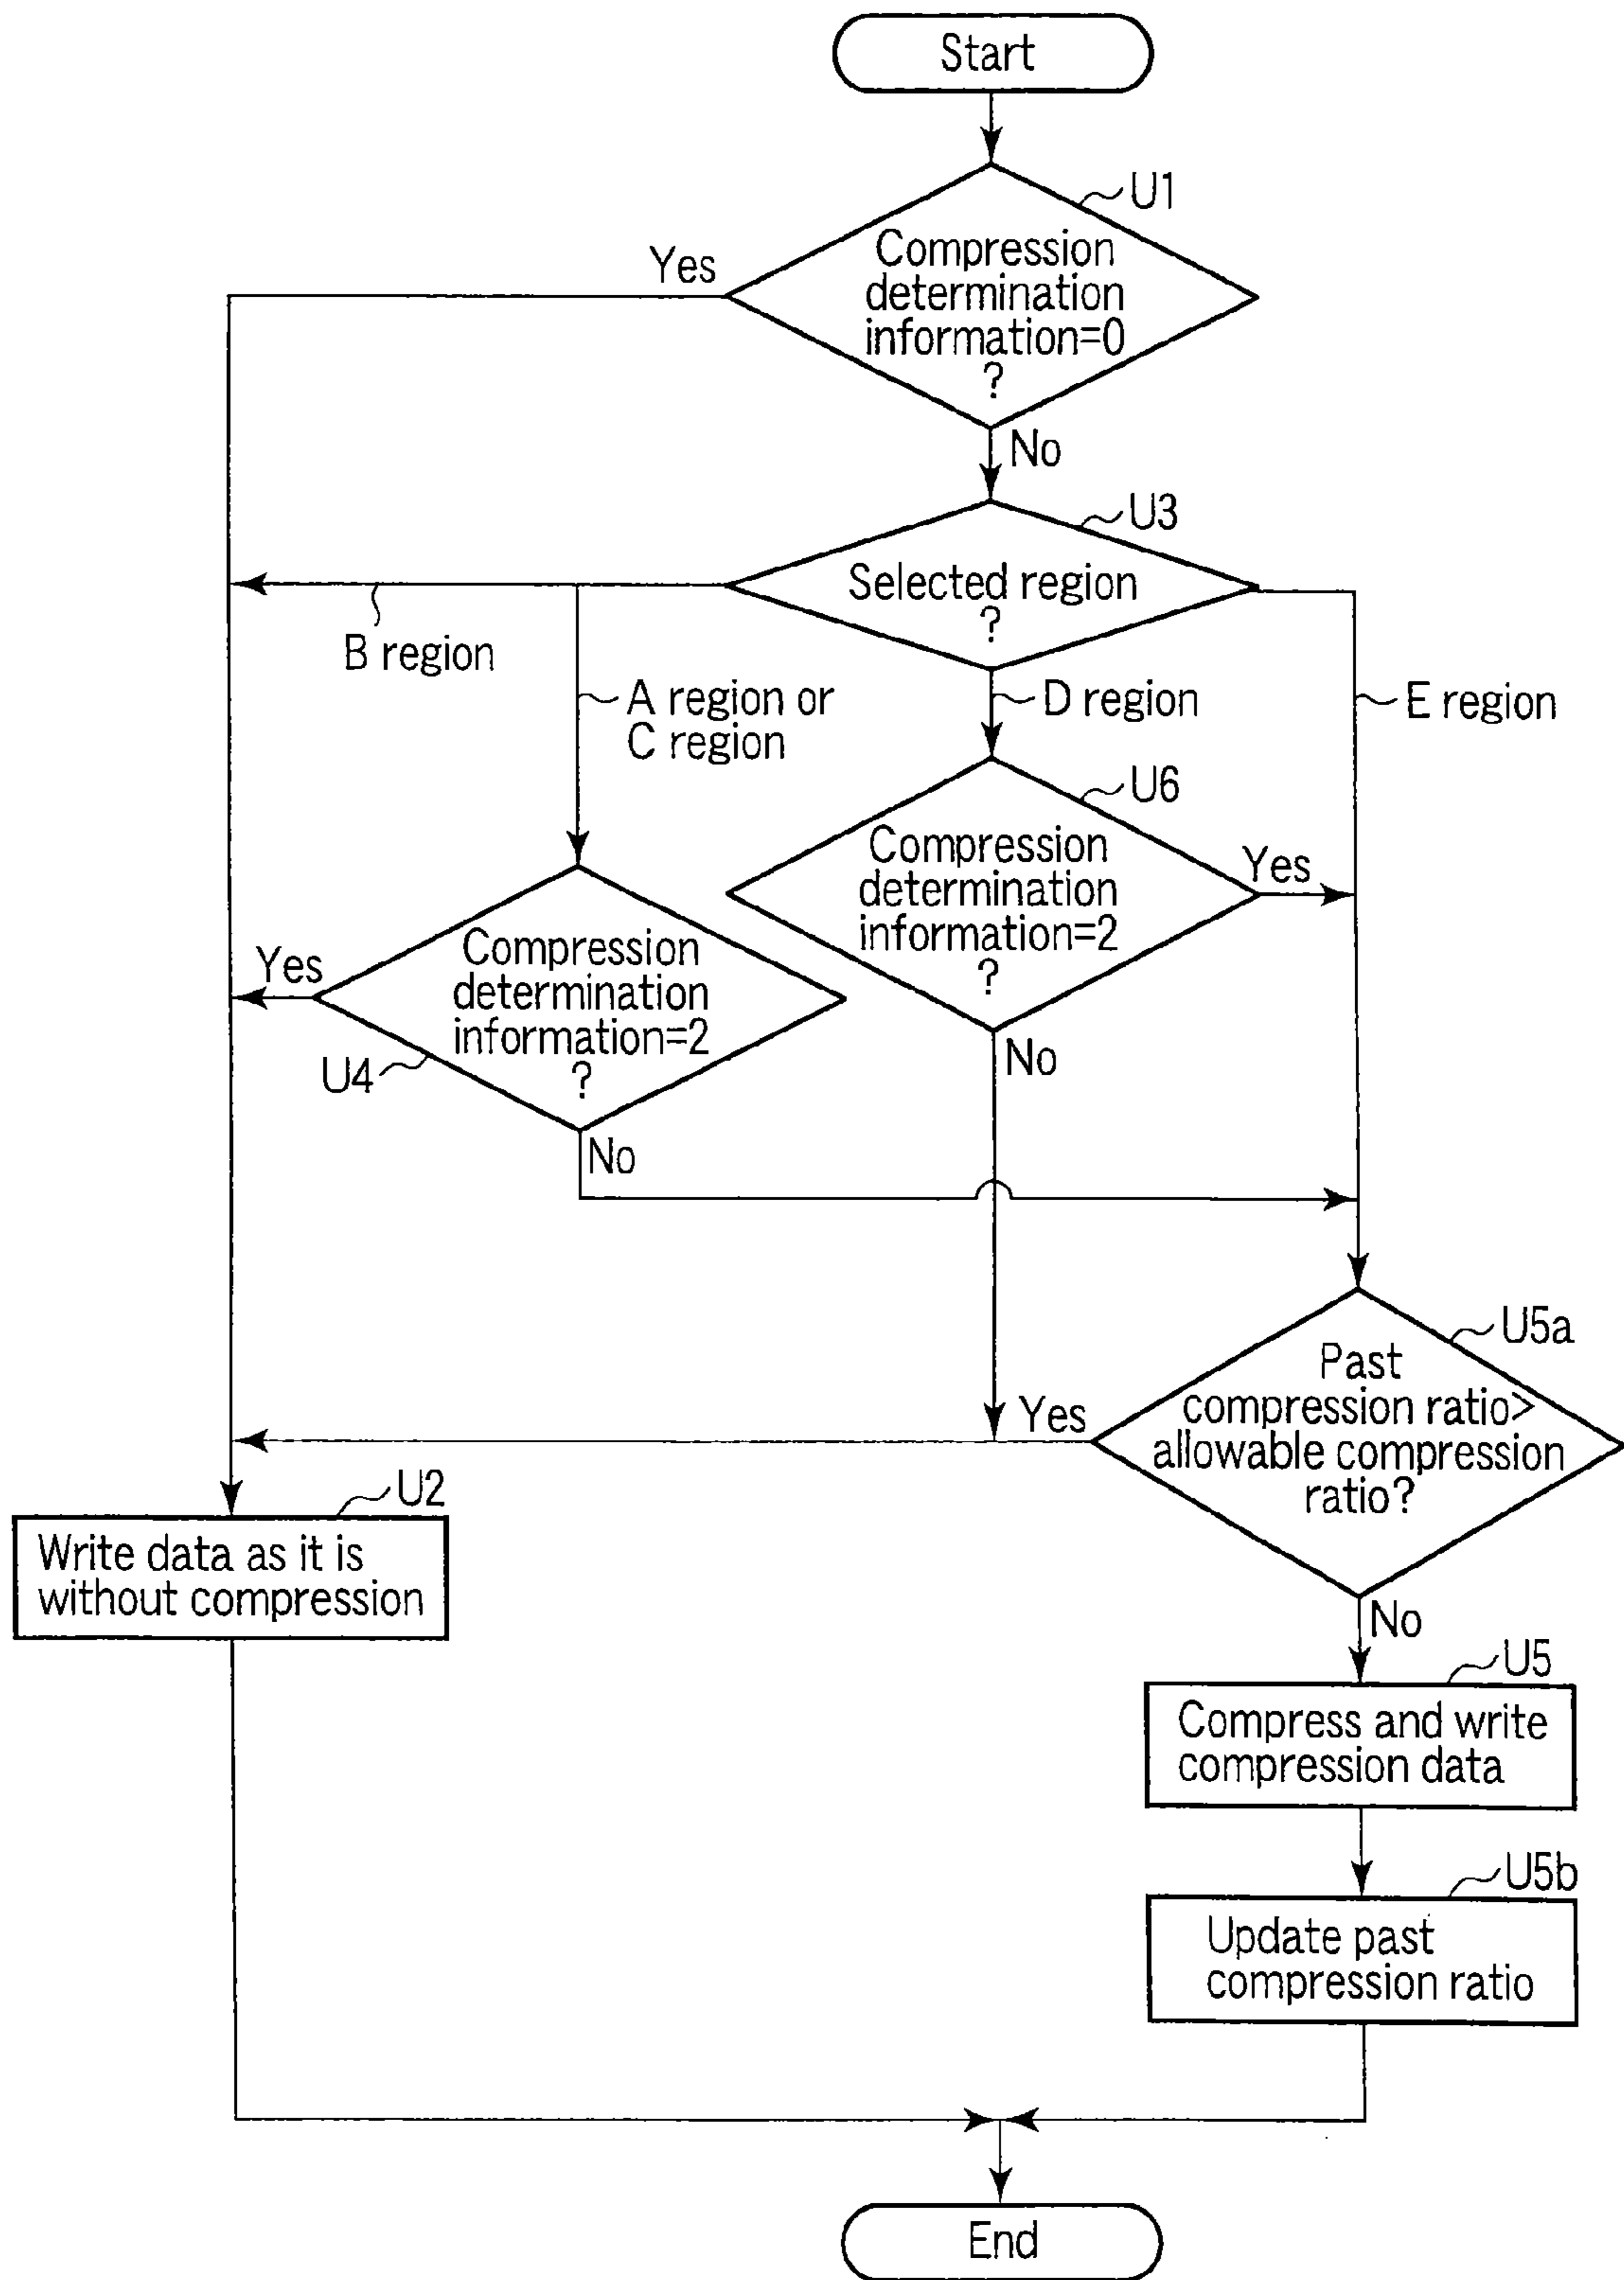 Start
U1
Compression
determination
information=0
?
Yes
No
U3
Selected region
?
B region
A region or
C region
D region
E region
U6
Compression
determination
information=2
?
Yes
No
Compression
determination
information=2
?
Yes
U4
No
U5a
Past
compression ratio>
allowable compression
ratio?
Yes
No
U2
Write data as it is
without compression
U5
Compress and write
compression data
U5b
Update past
compression ratio
End